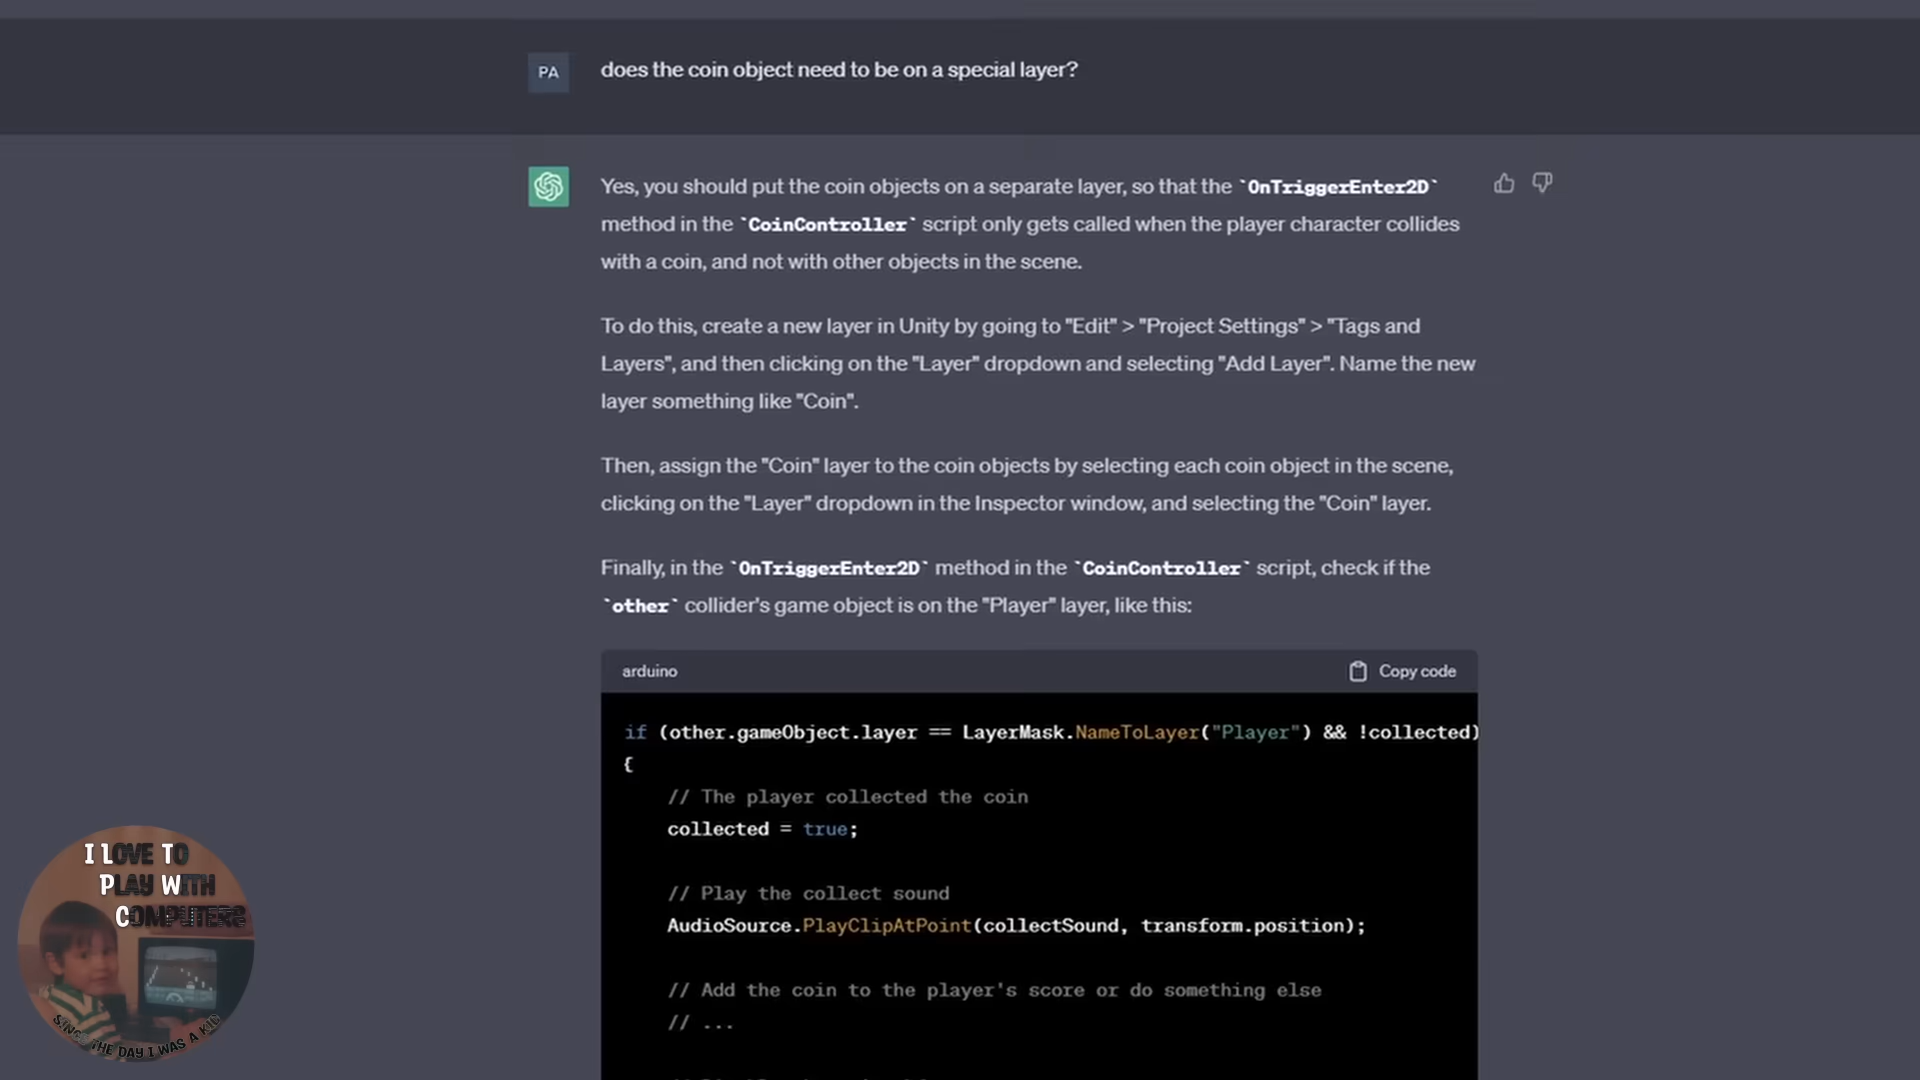 PA
does the coin object need to be on a special layer?
Yes, you should put the coin objects on a separate layer, so that the `OnTriggerEnter2D`
method in the `CoinController` script only gets called when the player character collides
with a coin, and not with other objects in the scene.
To do this, create a new layer in Unity by going to "Edit" > "Project Settings" > "Tags and
Layers", and then clicking on the "Layer" dropdown and selecting "Add Layer". Name the new
layer something like "Coin".
Then, assign the "Coin" layer to the coin objects by selecting each coin object in the scene,
clicking on the "Layer" dropdown in the Inspector window, and selecting the "Coin" layer.
Finally, in the `OnTriggerEnter2D` method in the `CoinController` script, check if the
`other` collider's game object is on the "Player" layer, like this:
arduino
Copy code
if (other.gameObject.layer == LayerMask.NameToLayer("Player") && !collected)
{
// The player collected the coin
collected = true;
// Play the collect sound
AudioSource.PlayClipAtPoint(collectSound, transform.position);
// Add the coin to the player's score or do something else
// ...
I LOVE TO
PLAY WITH
COMPUTERS
SINCE THE DAY I WAS A KID